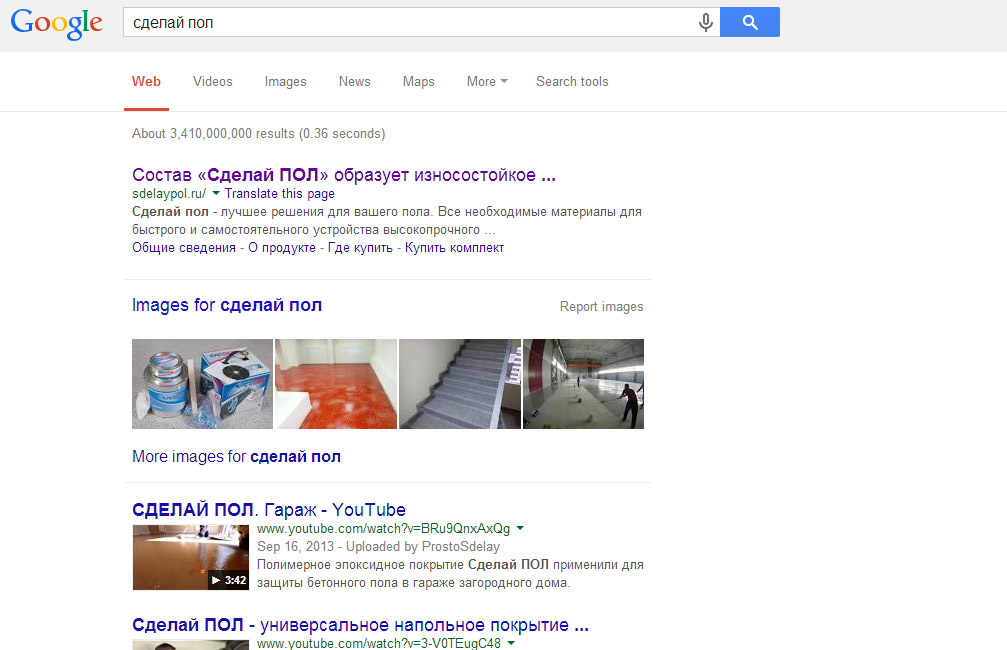 Google
сделай пол
Web Videos Images News Maps More Search tools
About 3,410,000,000 results (0.36 seconds)
Состав «Сделай ПОЛ» образует износостойкое ...
sdelaypol.ru/ Translate this page
Сделай пол - лучшее решения для вашего пола. Все необходимые материалы для
быстрого и самостоятельного устройства высокопрочного ...
Общие сведения - О продукте - Где купить - Купить комплект
Images for сделай пол
Report images
More images for сделай пол
СДЕЛАЙ ПОЛ. Гараж - YouTube
www.youtube.com/watch?v=BRu9QnxAxQg
Sep 16, 2013 - Uploaded by ProstoSdelay
Полимерное эпоксидное покрытие Сделай ПОЛ применили для
защиты бетонного пола в гараже загородного дома.
3:42
Сделай ПОЛ - универсальное напольное покрытие ...
www.youtube.com/watch?v=3-V0TEugC48